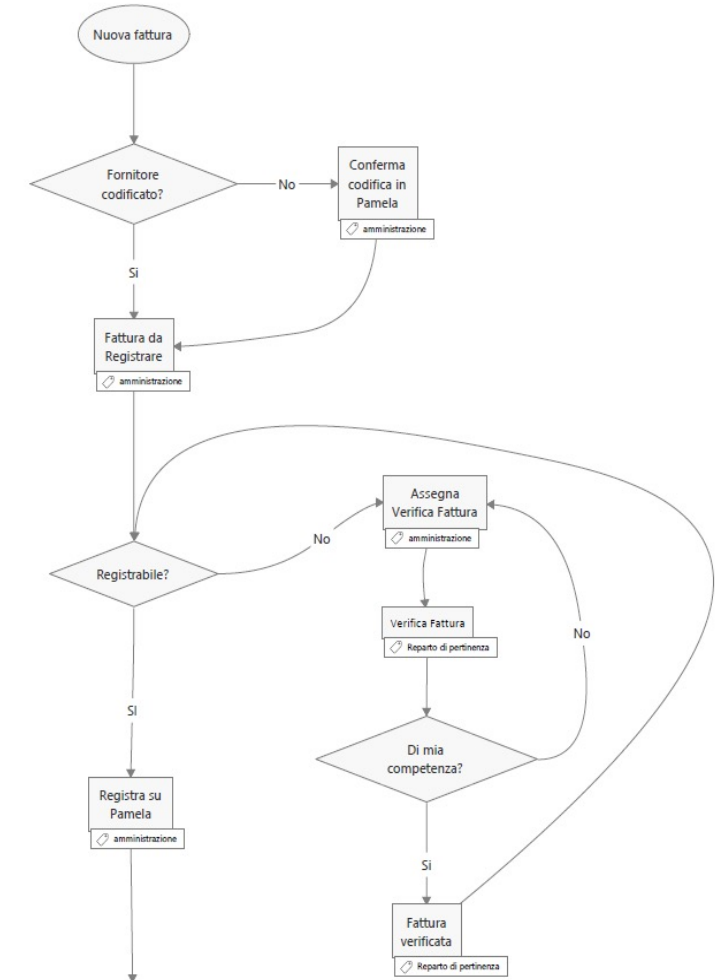 Nuova fattura
Fornitore
codificato?
No
Conferma
codifica in
Pamela
amministrazione
Si
Fattura da
Registrare
amministrazione
Assegna
Verifica Fattura
amministrazione
No
Registrabile?
Verifica Fattura
Reparto di pertinenza
No
SI
Di mia
competenza?
Registra su
Pamela
amministrazione
Si
Fattura
verificata
Reparto di pertinenza